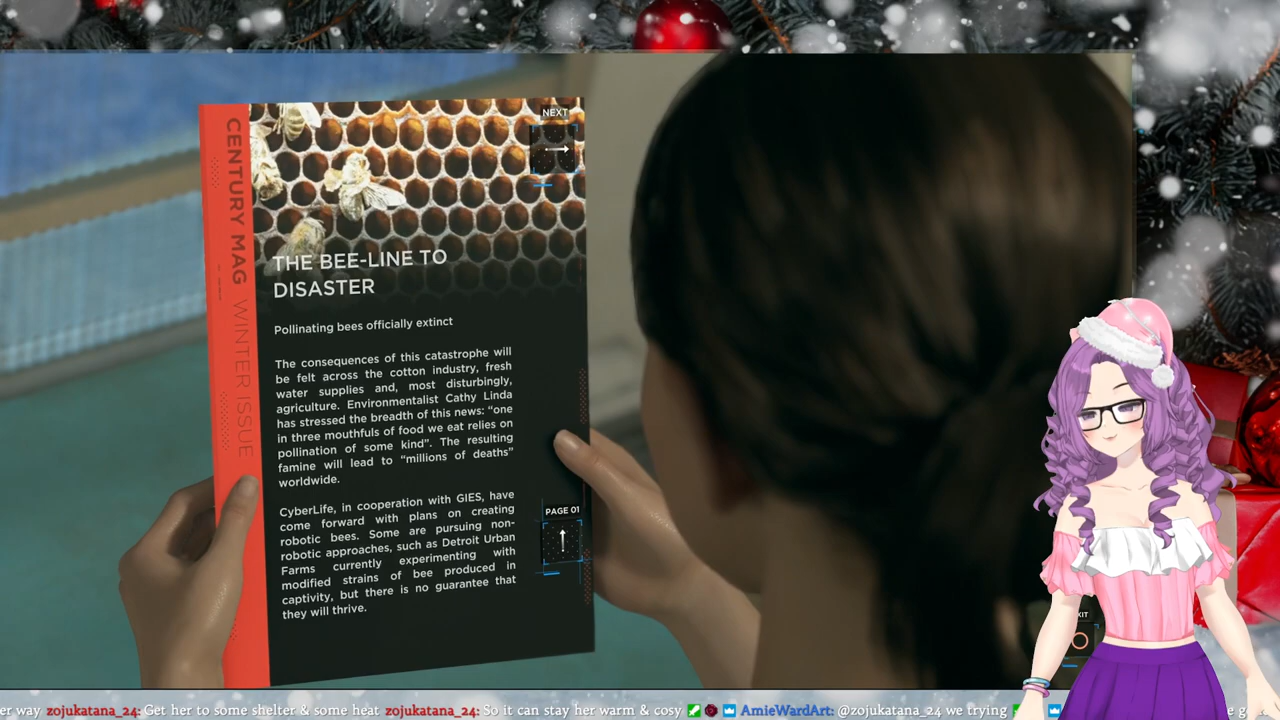 CENTURY MAG WINTER ISSUE
NEXT
THE BEE-LINE TO
DISASTER
Pollinating bees officially extinct
The consequences of this catastrophe will
be felt across the cotton industry, fresh
water supplies and, most disturbingly,
agriculture. Environmentalist Cathy Linda
has stressed the breadth of this news: “one
in three mouthfuls of food we eat relies on
pollination of some kind”. The resulting
famine will lead to “millions of deaths”
worldwide.
CyberLife, in cooperation with GIES, have
come forward with plans on creating
robotic bees. Some are pursuing non-
robotic approaches, such as Detroit Urban
Farms currently experimenting with
modified strains of bee produced in
captivity, but there is no guarantee that
they will thrive.
PAGE 01
XIT
er way zojukatana_24: Get her to some shelter & some heat zojukatana_24: So it can stay her warm & cosy AmieWardArt: @zojukatana_24 we trying e g